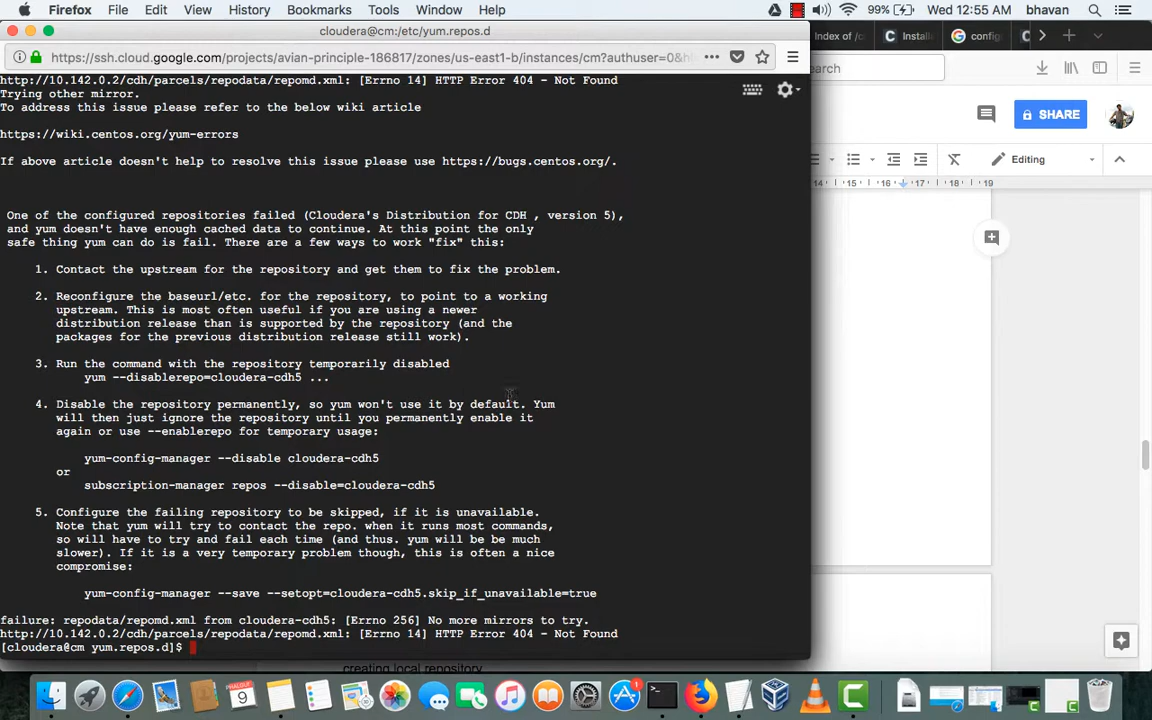 Firefox File Edit View History Bookmarks Tools Window Help 99% Wed 12:55 AM bhavan
cloudera@cm:/etc/yum.repos.d
Index of /c Install config
https://ssh.cloud.google.com/projects/avian-principle-186817/zones/us-east1-b/instances/cm?authuser=0&h
earch
http://10.142.0.2/cdh/parcels/repodata/repomd.xml: [Errno 14] HTTP Error 404 - Not Found
Trying other mirror.
To address this issue please refer to the below wiki article
https://wiki.centos.org/yum-errors
If above article doesn't help to resolve this issue please use https://bugs.centos.org/.
One of the configured repositories failed (Cloudera's Distribution for CDH , version 5),
and yum doesn't have enough cached data to continue. At this point the only
safe thing yum can do is fail. There are a few ways to work "fix" this:
1. Contact the upstream for the repository and get them to fix the problem.
2. Reconfigure the baseurl/etc. for the repository, to point to a working
upstream. This is most often useful if you are using a newer
distribution release than is supported by the repository (and the
packages for the previous distribution release still work).
3. Run the command with the repository temporarily disabled
yum --disablerepo=cloudera-cdh5 ...
4. Disable the repository permanently, so yum won't use it by default. Yum
will then just ignore the repository until you permanently enable it
again or use --enablerepo for temporary usage:
yum-config-manager --disable cloudera-cdh5
or
subscription-manager repos --disable=cloudera-cdh5
5. Configure the failing repository to be skipped, if it is unavailable.
Note that yum will try to contact the repo. when it runs most commands,
so will have to try and fail each time (and thus. yum will be be much
slower). If it is a very temporary problem though, this is often a nice
compromise:
yum-config-manager --save --setopt=cloudera-cdh5.skip_if_unavailable=true
failure: repodata/repomd.xml from cloudera-cdh5: [Errno 256] No more mirrors to try.
http://10.142.0.2/cdh/parcels/repodata/repomd.xml: [Errno 14] HTTP Error 404 - Not Found
[cloudera@cm yum.repos.d]$
SHARE
Editing
14 15 16 17 18 19
creating local repository
9
1